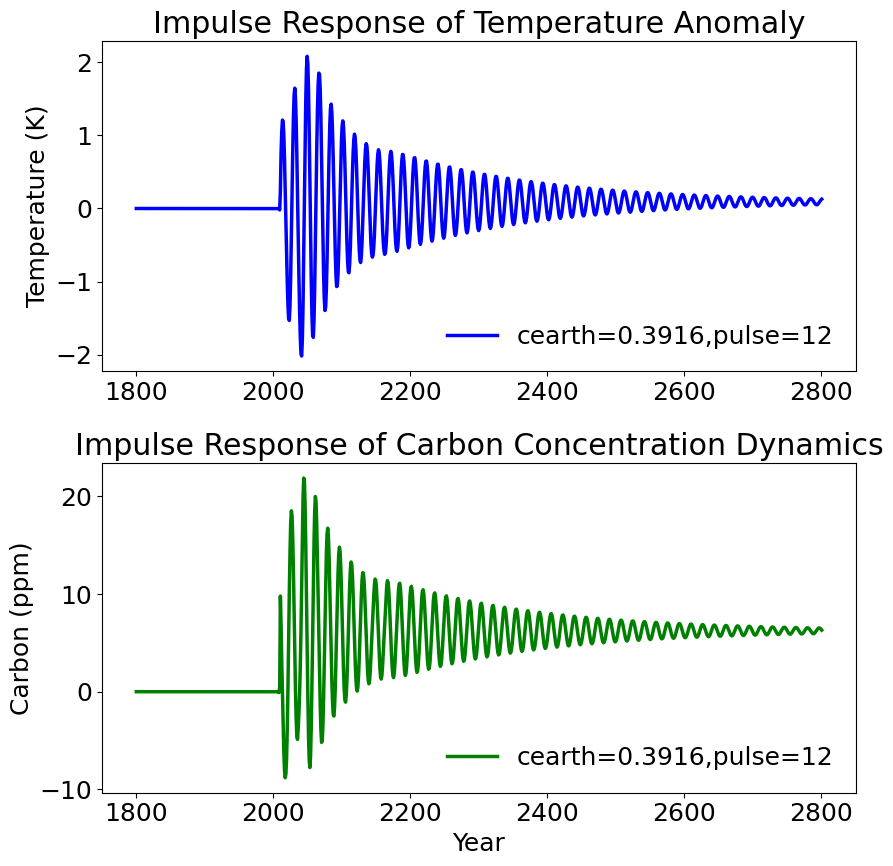 Impulse Response of Temperature Anomaly
Temperature (K)
2
1
0
−1
−2
cearth=0.3916,pulse=12
1800 2000 2200 2400 2600 2800
Impulse Response of Carbon Concentration Dynamics
Carbon (ppm)
20
10
0
−10
cearth=0.3916,pulse=12
1800 2000 2200 2400 2600 2800
Year